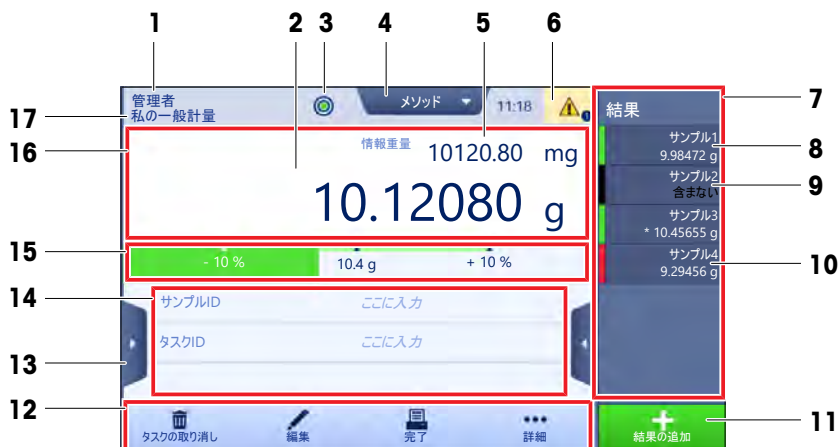 1
2
3
4
5
6
7
8
9
10
11
12
13
14
15
16
17
管理者
私の一般計量
メソッド
11:18
情報重量 10120.80 mg
10.12080 g
- 10 %
10.4 g
+ 10 %
サンプルID ここに入力
タスクID ここに入力
タスクの取り消し
編集
完了
詳細
結果
サンプル1
9.98472 g
サンプル2
含まない
サンプル3
* 10.45655 g
サンプル4
9.29456 g
結果の追加